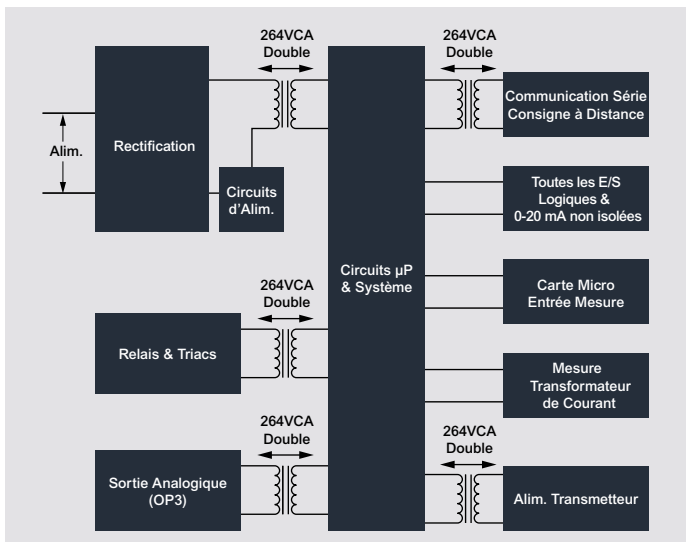 264VCA
Double
264VCA
Double
Alim.
Rectification
Circuits
d'Alim.
Communication Série
Consigne à Distance
Toutes les E/S
Logiques &
0-20 mA non isolées
Circuits µP
& Système
Carte Micro
Entrée Mesure
264VCA
Double
Relais & Triacs
Mesure
Transformateur
de Courant
264VCA
Double
264VCA
Double
Sortie Analogique
(OP3)
Alim. Transmetteur